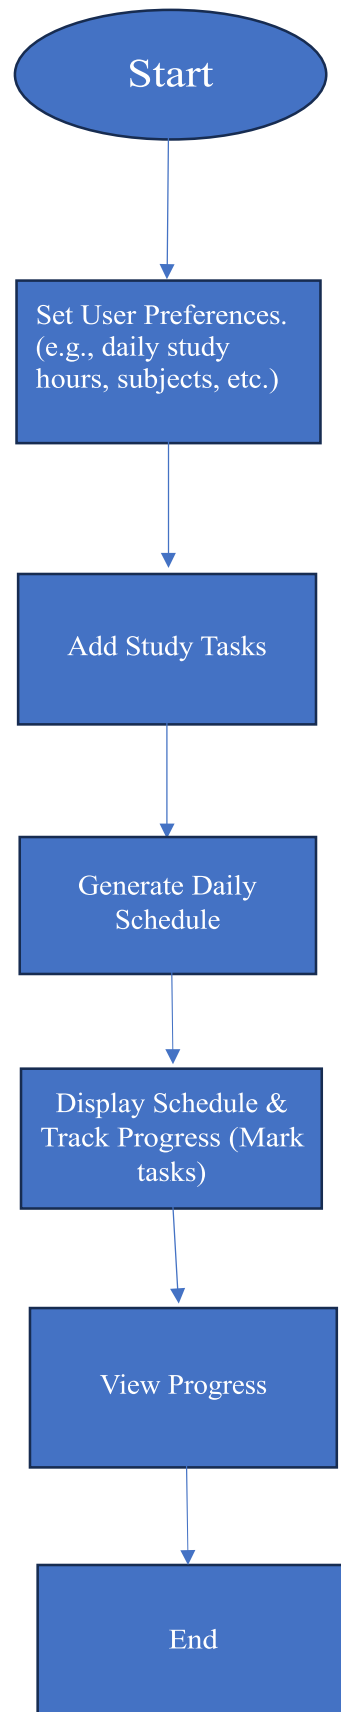 Start
Set User Preferences.
(e.g., daily study
hours, subjects, etc.)
Add Study Tasks
Generate Daily
Schedule
Display Schedule &
Track Progress (Mark
tasks)
View Progress
End